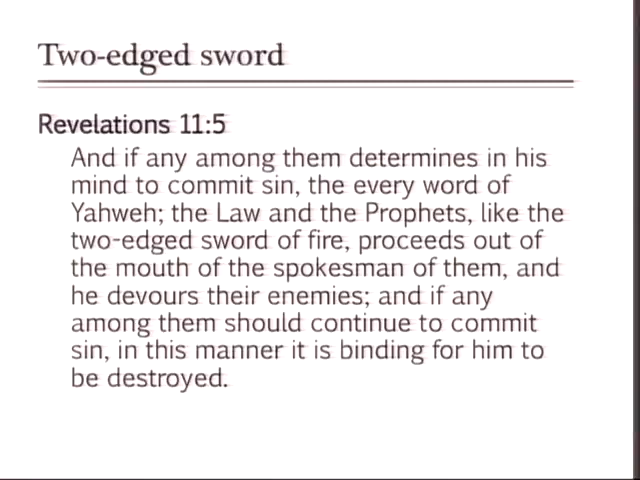 Two-edged sword
Revelations 11:5
And if any among them determines in his
mind to commit sin, the every word of
Yahweh; the Law and the Prophets, like the
two-edged sword of fire, proceeds out of
the mouth of the spokesman of them, and
he devours their enemies; and if any
among them should continue to commit
sin, in this manner it is binding for him to
be destroyed.